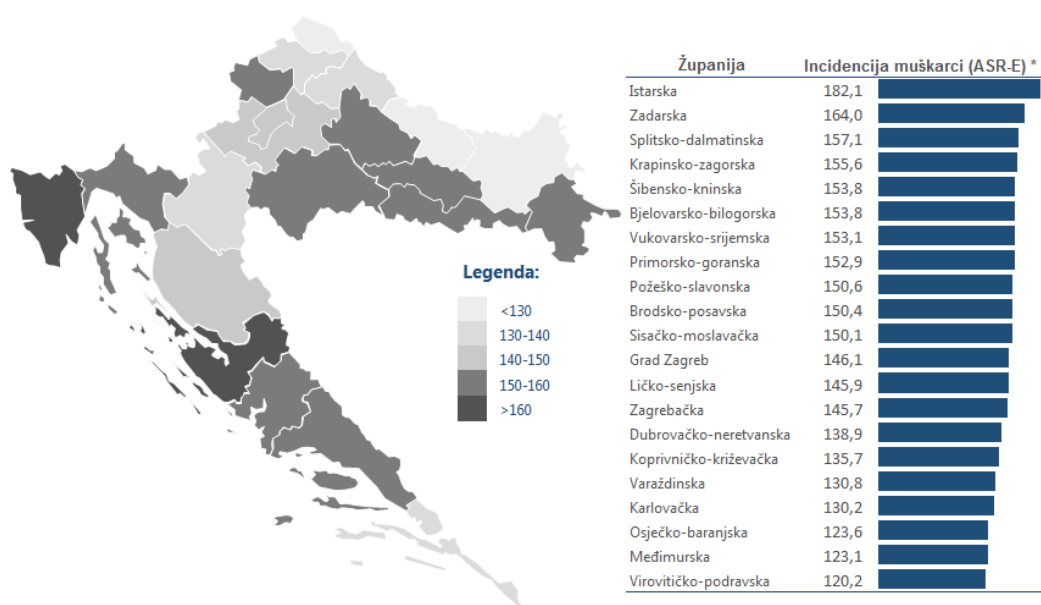 Županija Incidencija muškarci (ASR-E) *
Istarska 182,1
Zadarska 164,0
Splitsko-dalmatinska 157,1
Krapinsko-zagorska 155,6
Šibensko-kninska 153,8
Bjelovarsko-bilogorska 153,8
Vukovarsko-srijemska 153,1
Primorsko-goranska 152,9
Požeško-slavonska 150,6
Brodsko-posavska 150,4
Sisačko-moslavačka 150,1
Grad Zagreb 146,1
Ličko-senjska 145,9
Zagrebačka 145,7
Dubrovačko-neretvanska 138,9
Koprivničko-križevačka 135,7
Varaždinska 130,8
Karlovačka 130,2
Osječko-baranjska 123,6
Međimurska 123,1
Virovitičko-podravska 120,2
Legenda:
<130
130-140
140-150
150-160
>160